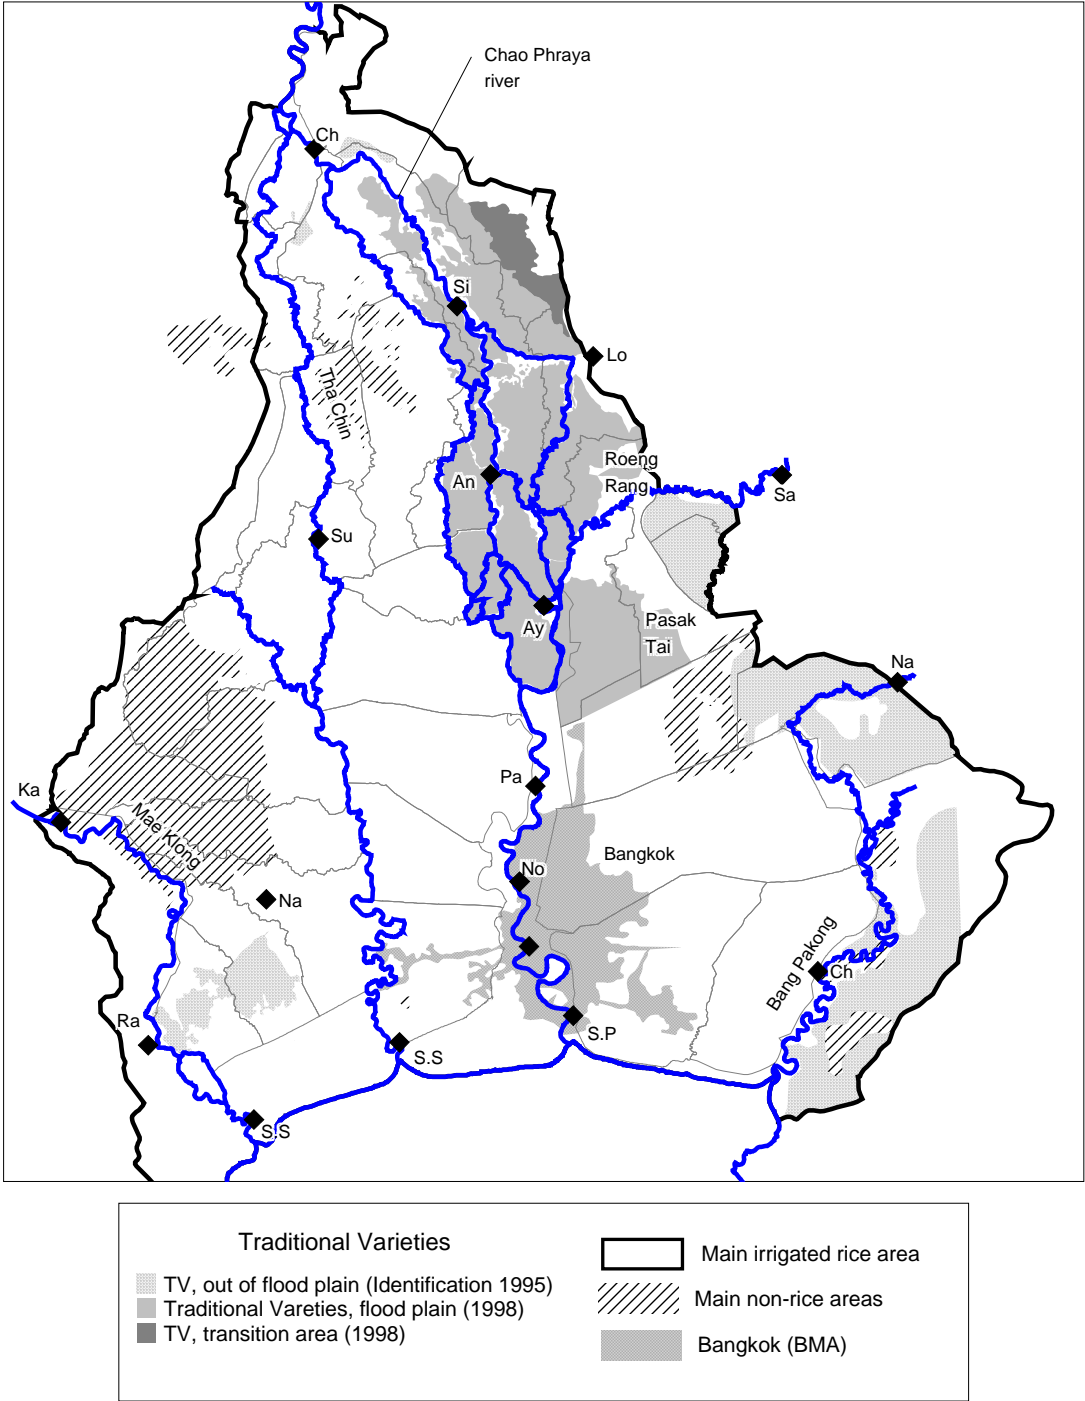 Chao Phraya
river
Ch
Si
Lo
Tha Chin
Roeng
Rang
An
Sa
Su
Ay
Pasak
Tai
Na
Pa
Ka
Mae Klong
No
Bangkok
Na
Bang Pakong
Ch
Ra
S.P
S.S
S.S
Traditional Varieties
TV, out of flood plain (Identification 1995)
Traditional Vareties, flood plain (1998)
TV, transition area (1998)
Main irrigated rice area
Main non-rice areas
Bangkok (BMA)